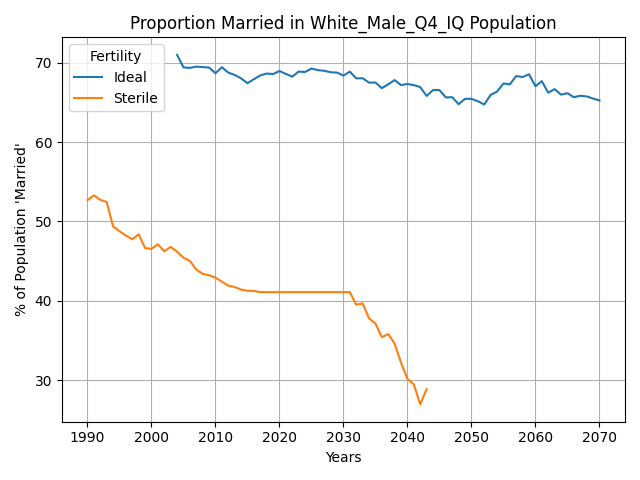 Proportion Married in White_Male_Q4_IQ Population
Fertility
Ideal
Sterile
% of Population 'Married'
70
60
50
40
30
1990 2000 2010 2020 2030 2040 2050 2060 2070
Years